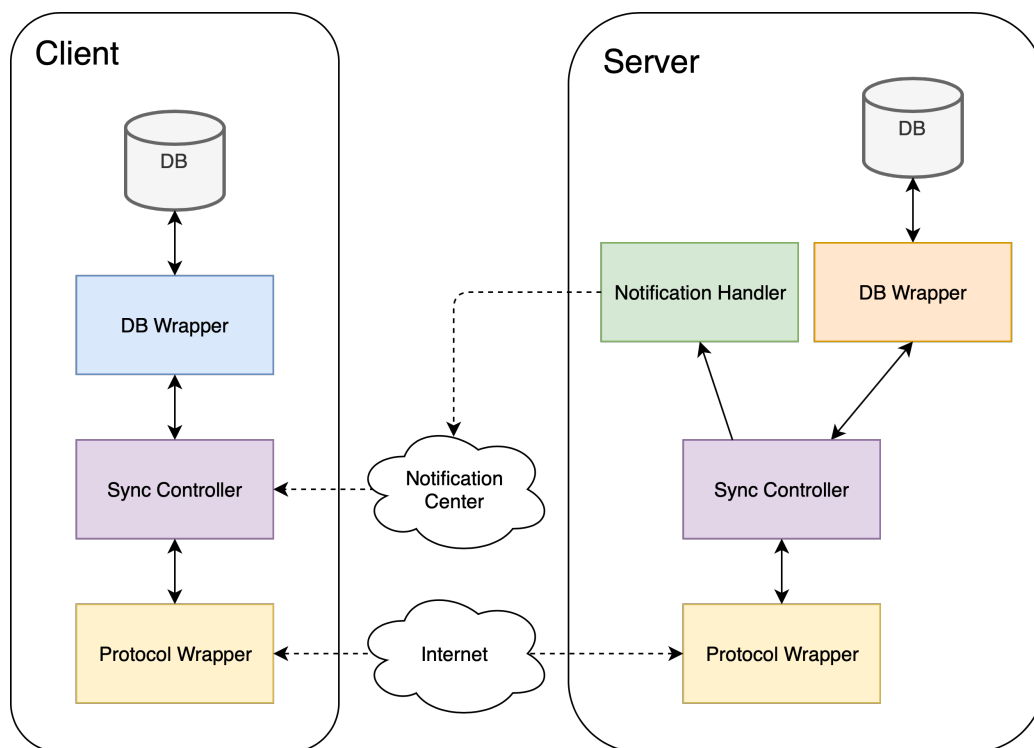 Client
DB
DB Wrapper
Sync Controller
Protocol Wrapper
Notification
Center
Internet
Server
DB
Notification Handler
DB Wrapper
Sync Controller
Protocol Wrapper